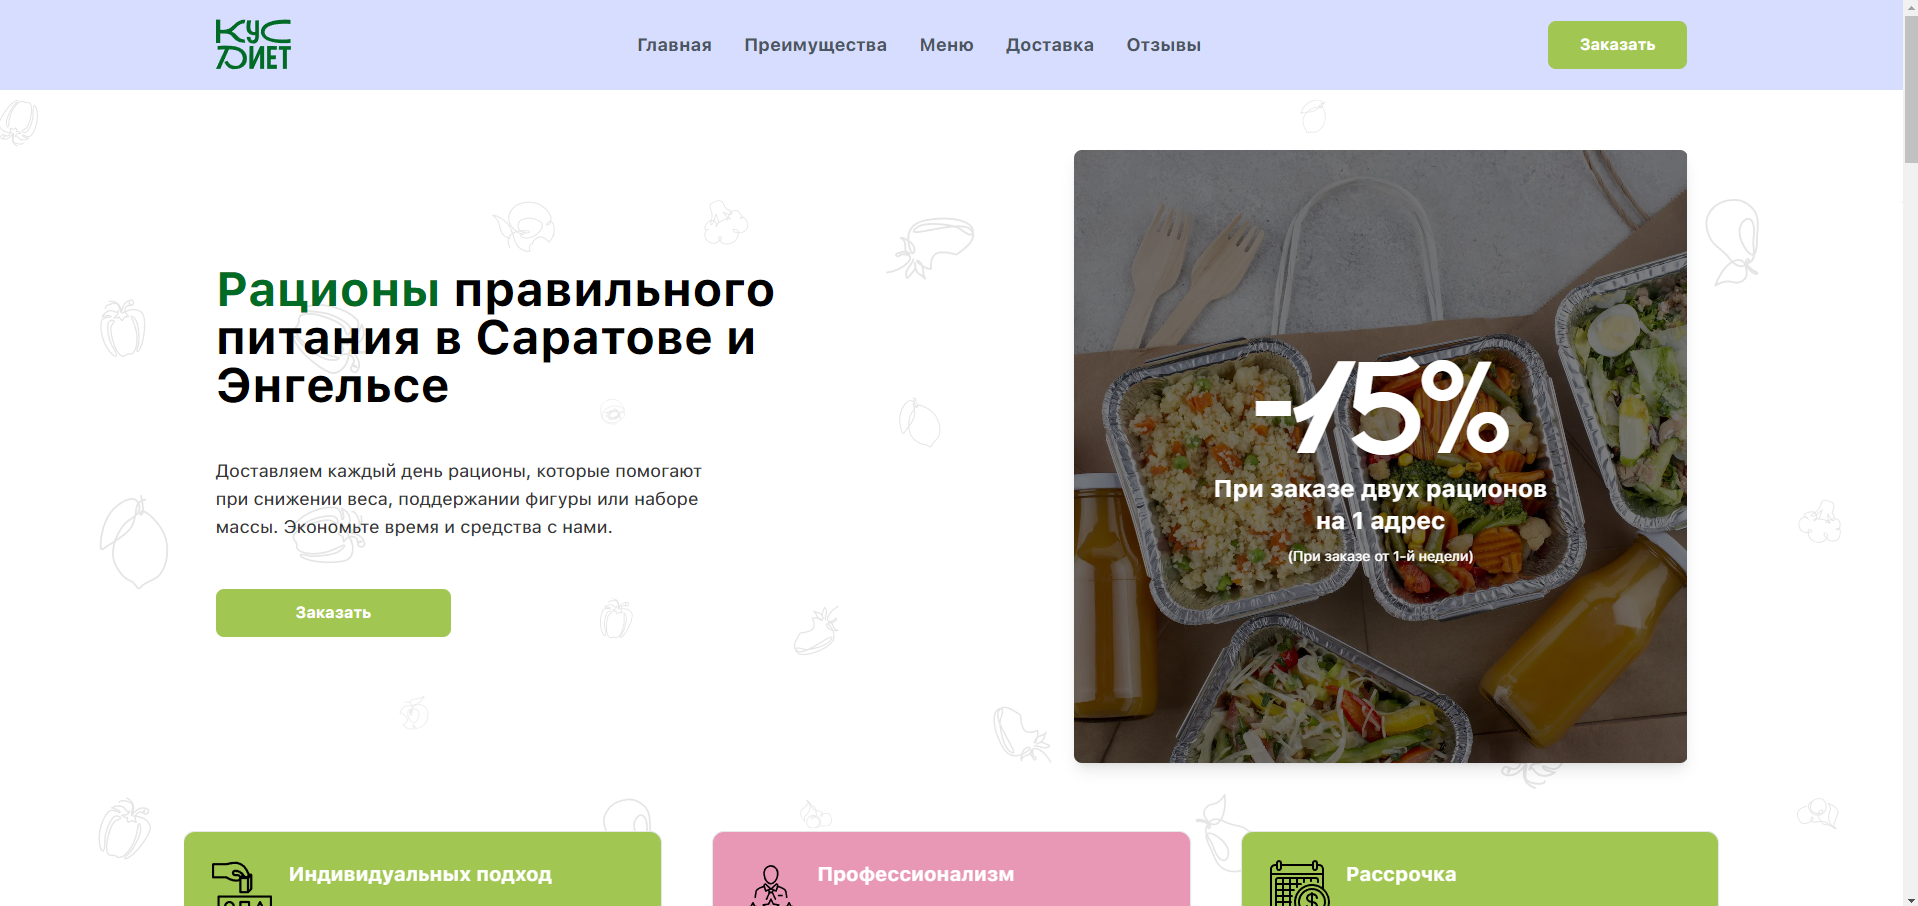 КУС
ДИЕТ
Главная
Преимущества
Меню
Доставка
Отзывы
Заказать
Рационы правильного
питания в Саратове и
Энгельсе
Доставляем каждый день рационы, которые помогают
при снижении веса, поддержании фигуры или наборе
массы. Экономьте время и средства с нами.
Заказать
-15%
При заказе двух рационов
на 1 адрес
(При заказе от 1-й недели)
Индивидуальных подход
Профессионализм
Рассрочка